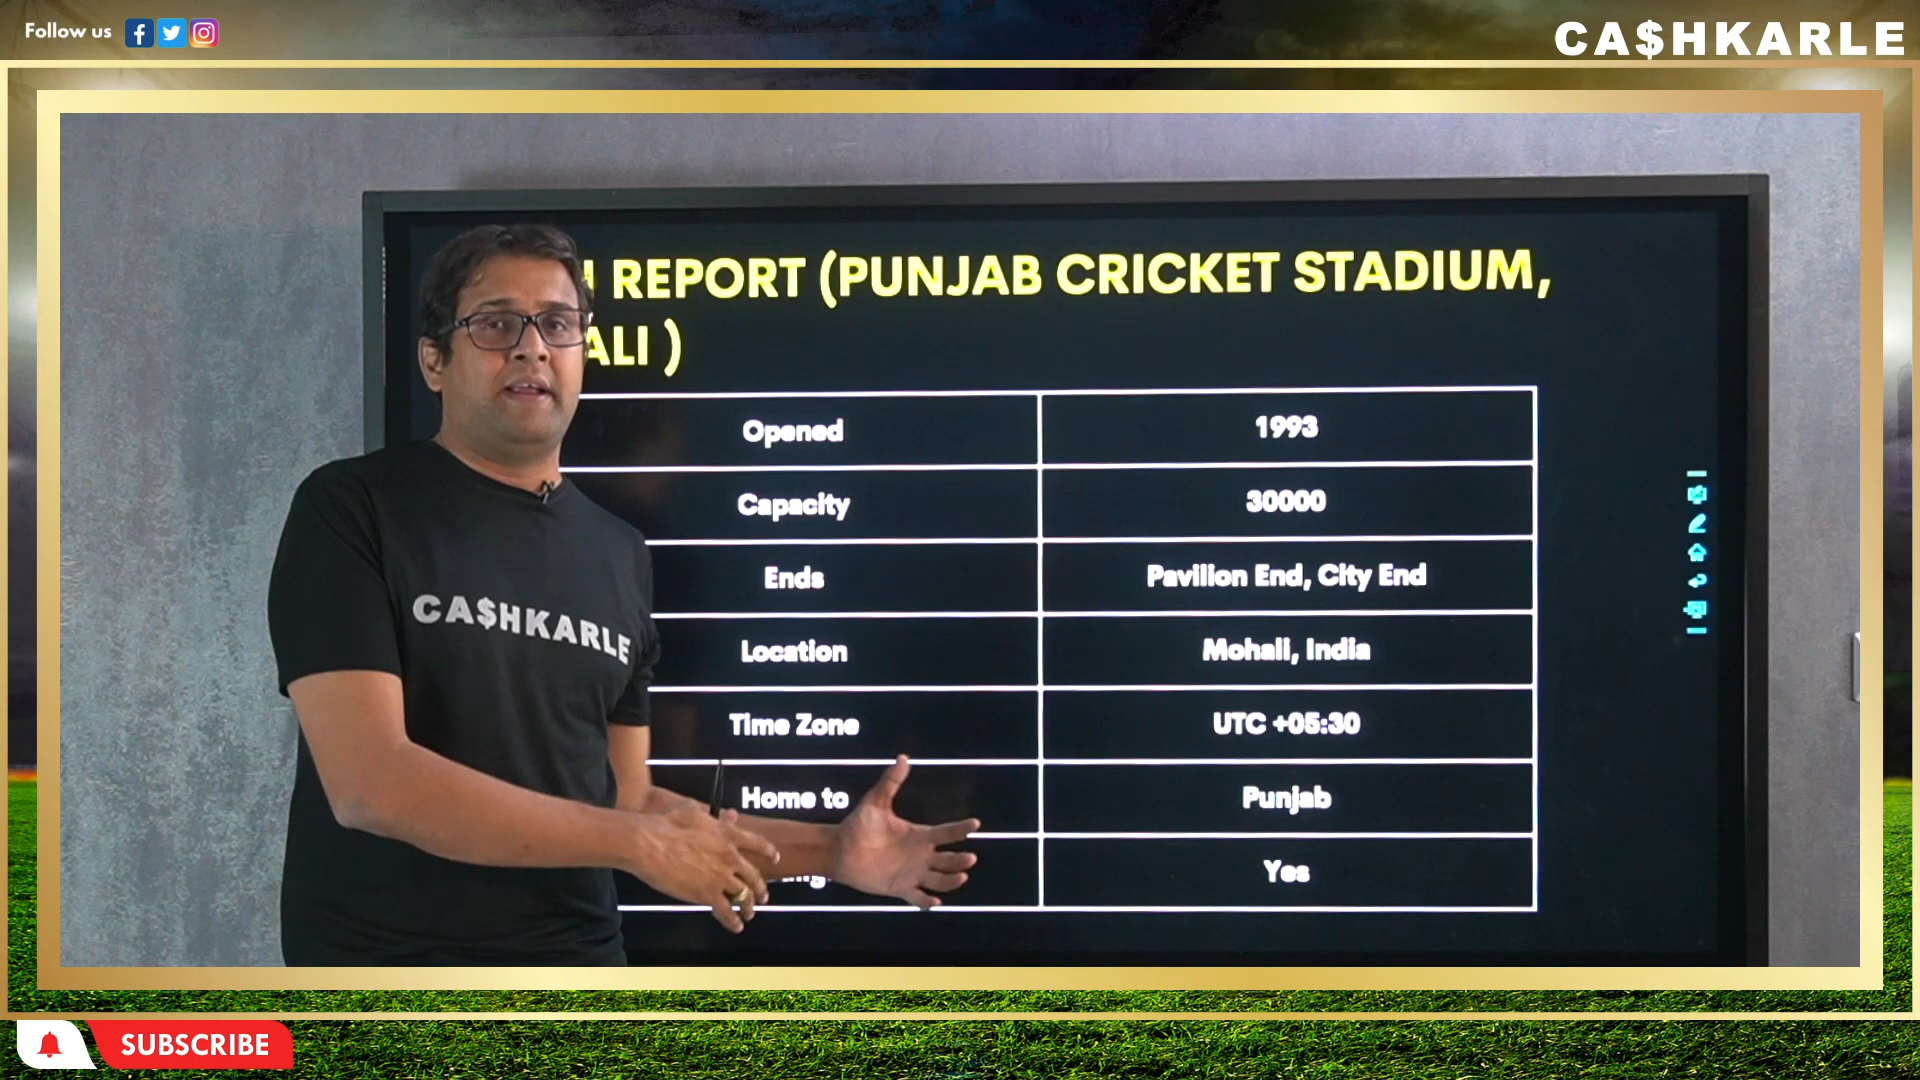 Follow us
CA$HKARLE
REPORT (PUNJAB CRICKET STADIUM,
)
Opened 1993
Capacity 30000
Ends Pavilion End, City End
Location Mohali, India
Time Zone UTC +05:30
Home to Punjab
Yes
CA$HKARLE
SUBSCRIBE